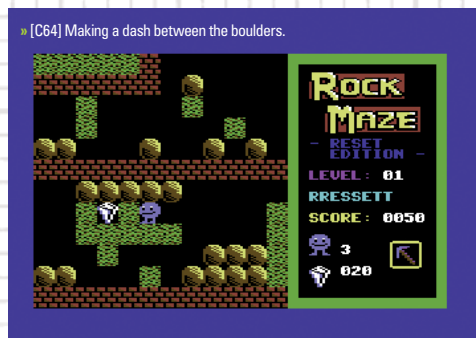 » [C64] Making a dash between the boulders.
ROCK
MAZE
- RESET
EDITION -
LEVEL: 01
RRESSETT
SCORE: 0050
3
020